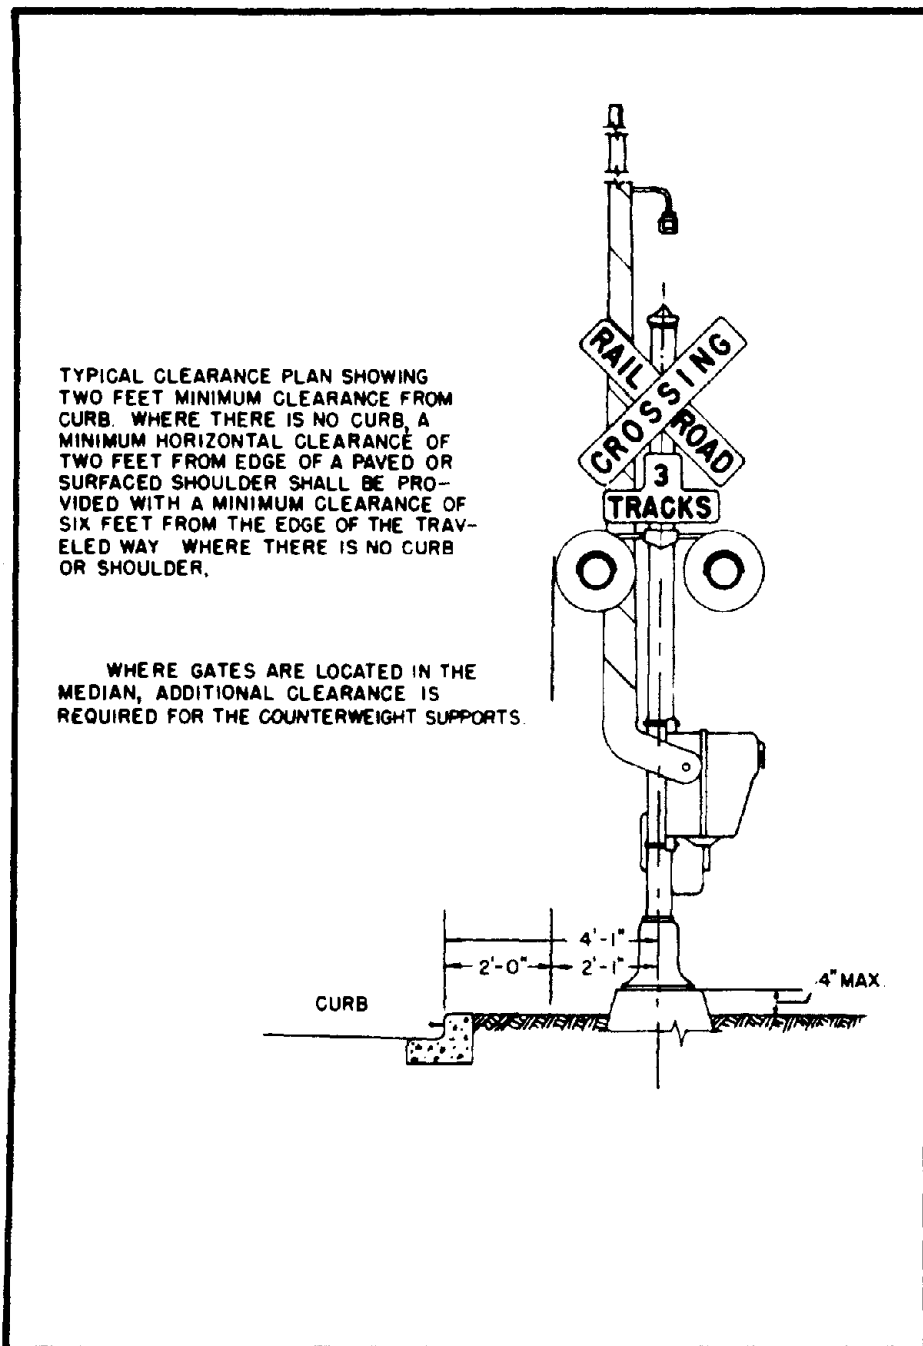 TYPICAL CLEARANCE PLAN SHOWING
TWO FEET MINIMUM CLEARANCE FROM
CURB. WHERE THERE IS NO CURB, A
MINIMUM HORIZONTAL CLEARANCE OF
TWO FEET FROM EDGE OF A PAVED OR
SURFACED SHOULDER SHALL BE PRO-
VIDED WITH A MINIMUM CLEARANCE OF
SIX FEET FROM THE EDGE OF THE TRAV-
ELED WAY WHERE THERE IS NO CURB
OR SHOULDER.
WHERE GATES ARE LOCATED IN THE
MEDIAN, ADDITIONAL CLEARANCE IS
REQUIRED FOR THE COUNTERWEIGHT SUPPORTS.
RAIL ROAD
CROSSING
3
TRACKS
4'-1"
2'-0"
2'-1"
4" MAX.
CURB